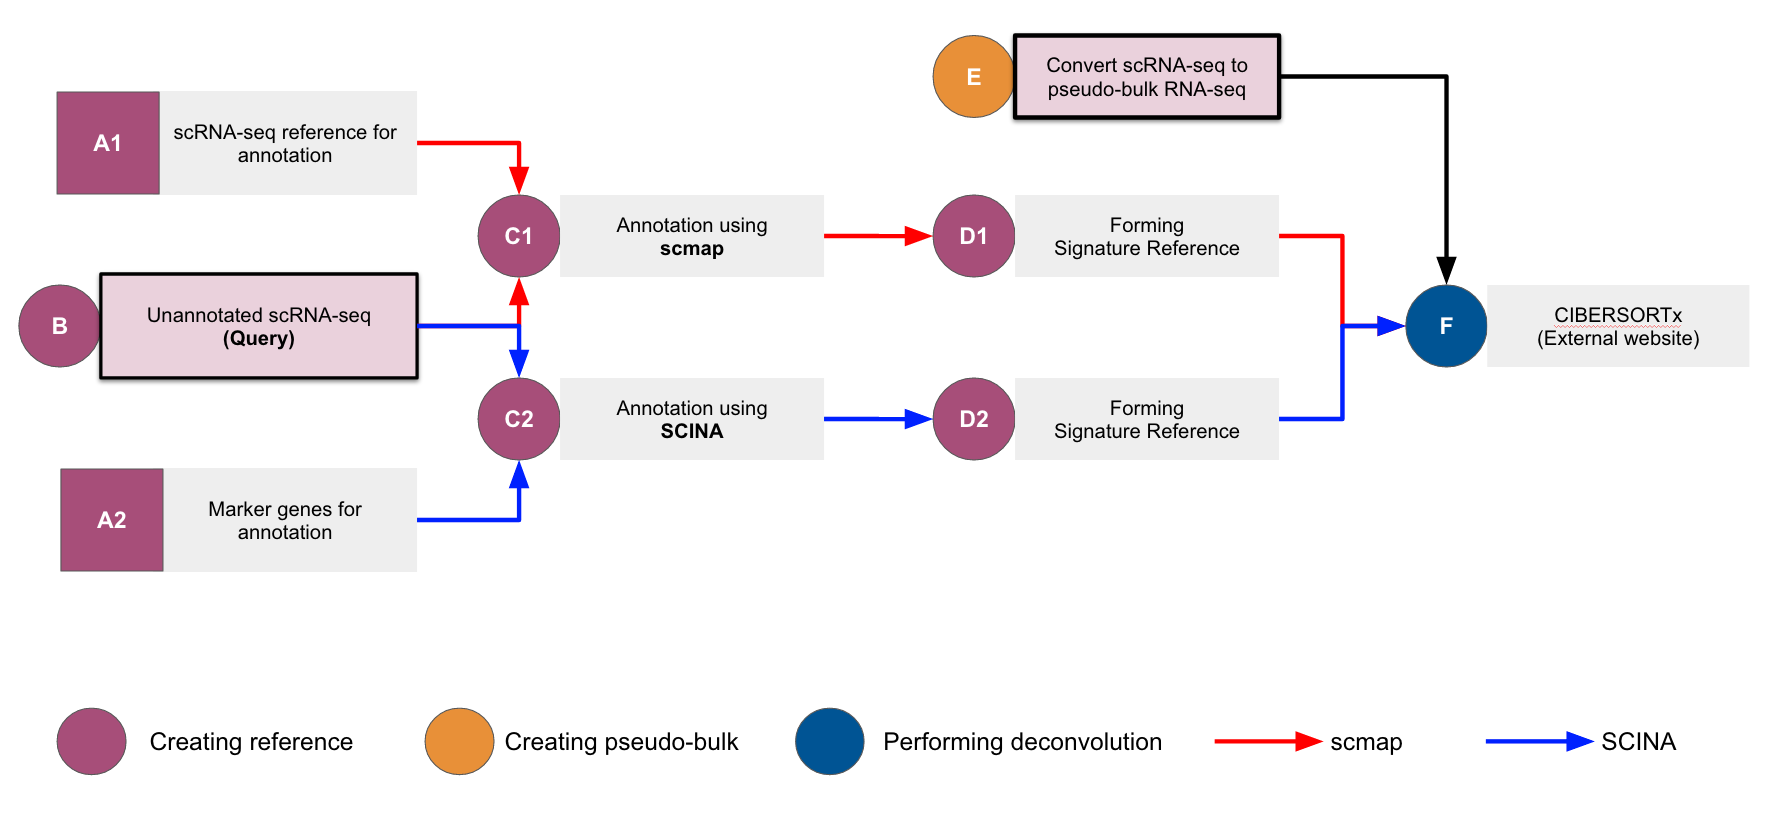 E
Convert scRNA-seq to
pseudo-bulk RNA-seq
A1
scRNA-seq reference for
annotation
C1
Annotation using
scmap
D1
Forming
Signature Reference
B
Unannotated scRNA-seq
(Query)
F
CIBERSORTx
(External website)
C2
Annotation using
SCINA
D2
Forming
Signature Reference
A2
Marker genes for
annotation
Creating reference
Creating pseudo-bulk
Performing deconvolution
scmap
SCINA